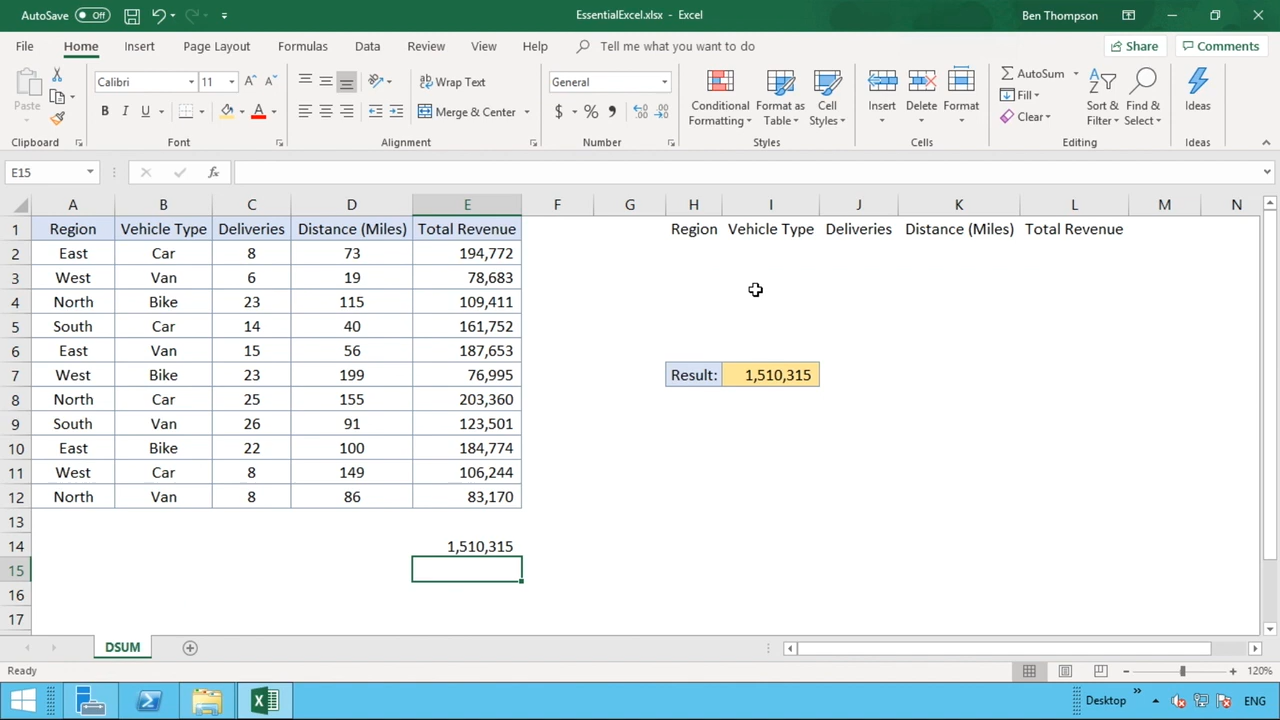 AutoSave Off EssentialExcel.xlsx - Excel Ben Thompson
File Home Insert Page Layout Formulas Data Review View Help Tell me what you want to do Share Comments
Paste Calibri 11 A A Wrap Text General Conditional Formatting Format as Table Cell Styles Insert Delete Format AutoSum Fill Clear Sort & Filter Find & Select Ideas
B I U A Merge & Center $ %
Clipboard Font Alignment Number Styles Cells Editing Ideas
E15 fx
A B C D E F G H I J K L M N
1 Region Vehicle Type Deliveries Distance (Miles) Total Revenue Region Vehicle Type Deliveries Distance (Miles) Total Revenue
2 East Car 8 73 194,772
3 West Van 6 19 78,683
4 North Bike 23 115 109,411
5 South Car 14 40 161,752
6 East Van 15 56 187,653
7 West Bike 23 199 76,995 Result: 1,510,315
8 North Car 25 155 203,360
9 South Van 26 91 123,501
10 East Bike 22 100 184,774
11 West Car 8 149 106,244
12 North Van 8 86 83,170
13
14 1,510,315
15
16
17
DSUM
Ready 120%
Desktop ENG